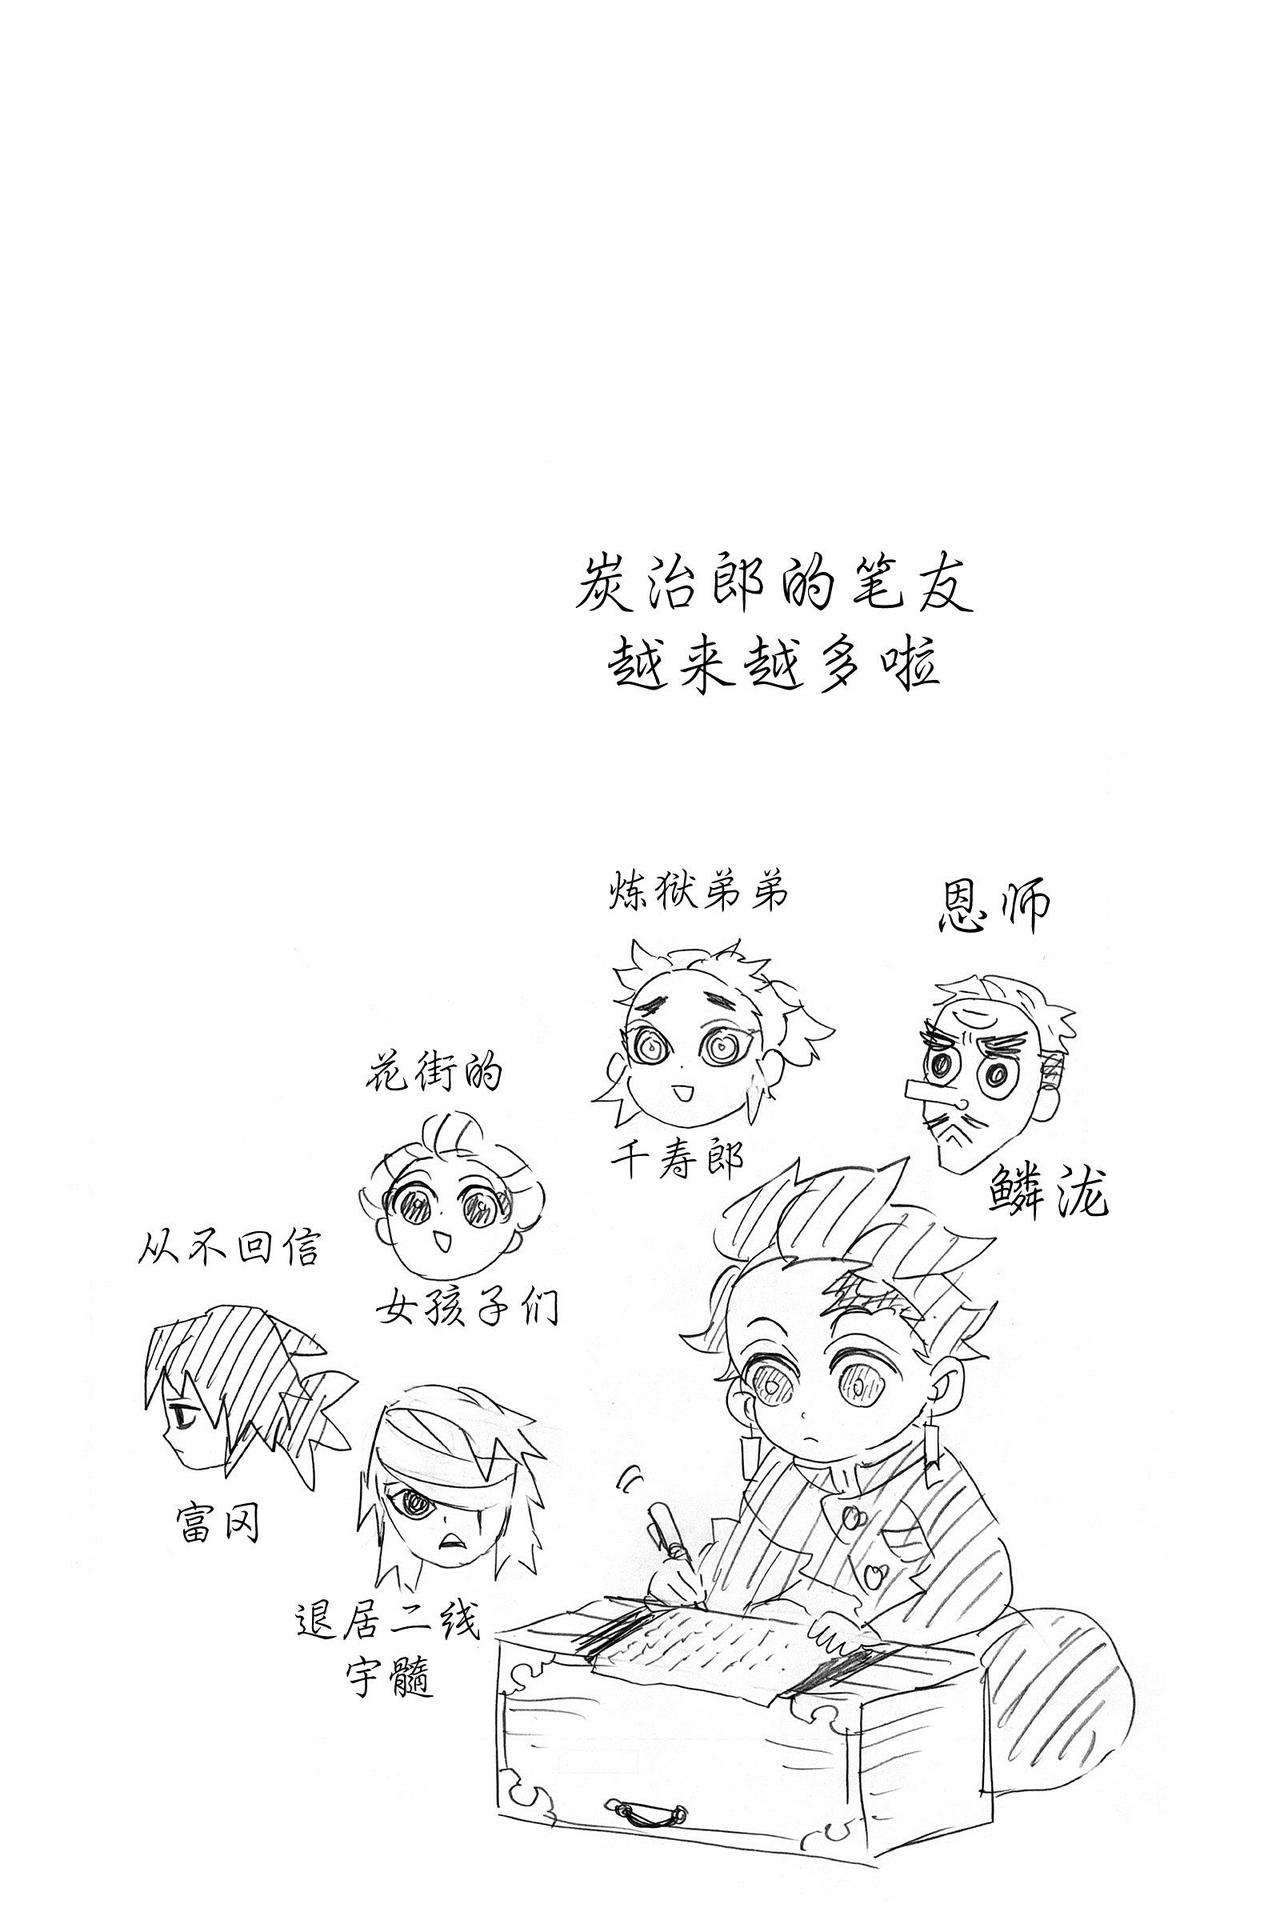 炭治郎的笔友
越来越多啦
恩师
鳞泷
炼狱弟弟
千寿郎
花街的
女孩子们
从不回信
富冈
退居二线
宇髓